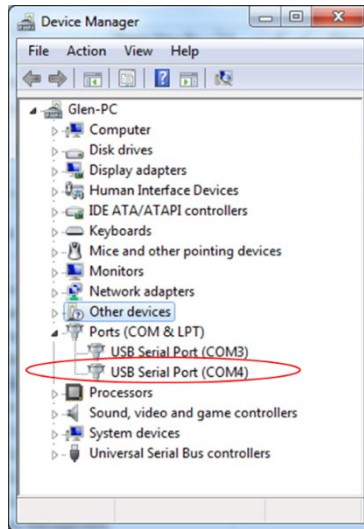 Device Manager
File Action View Help
Glen-PC
Computer
Disk drives
Display adapters
Human Interface Devices
IDE ATA/ATAPI controllers
Keyboards
Mice and other pointing devices
Monitors
Network adapters
Other devices
Ports (COM & LPT)
USB Serial Port (COM3)
USB Serial Port (COM4)
Processors
Sound, video and game controllers
System devices
Universal Serial Bus controllers